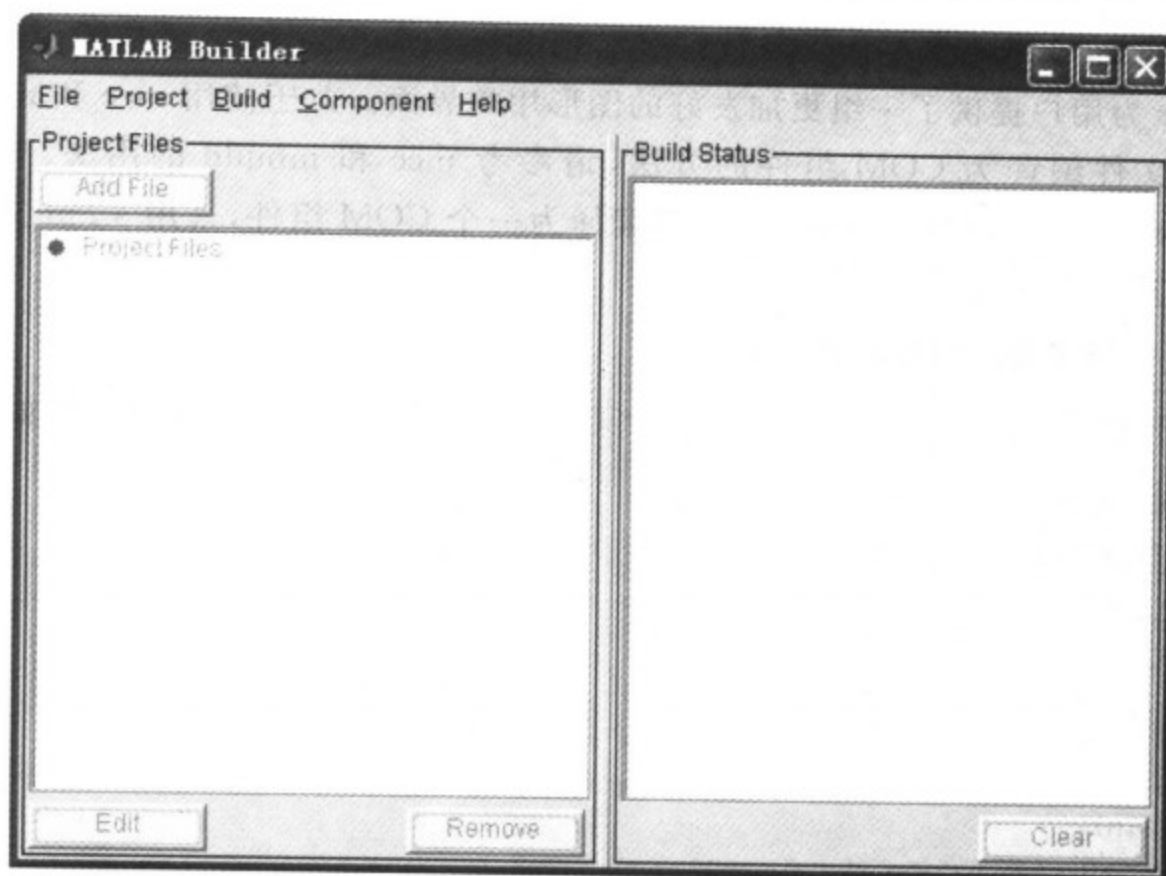 MATLAB Builder
File Project Build Component Help
Project Files
Add File
Project Files
Edit
Remove
Build Status
Clear